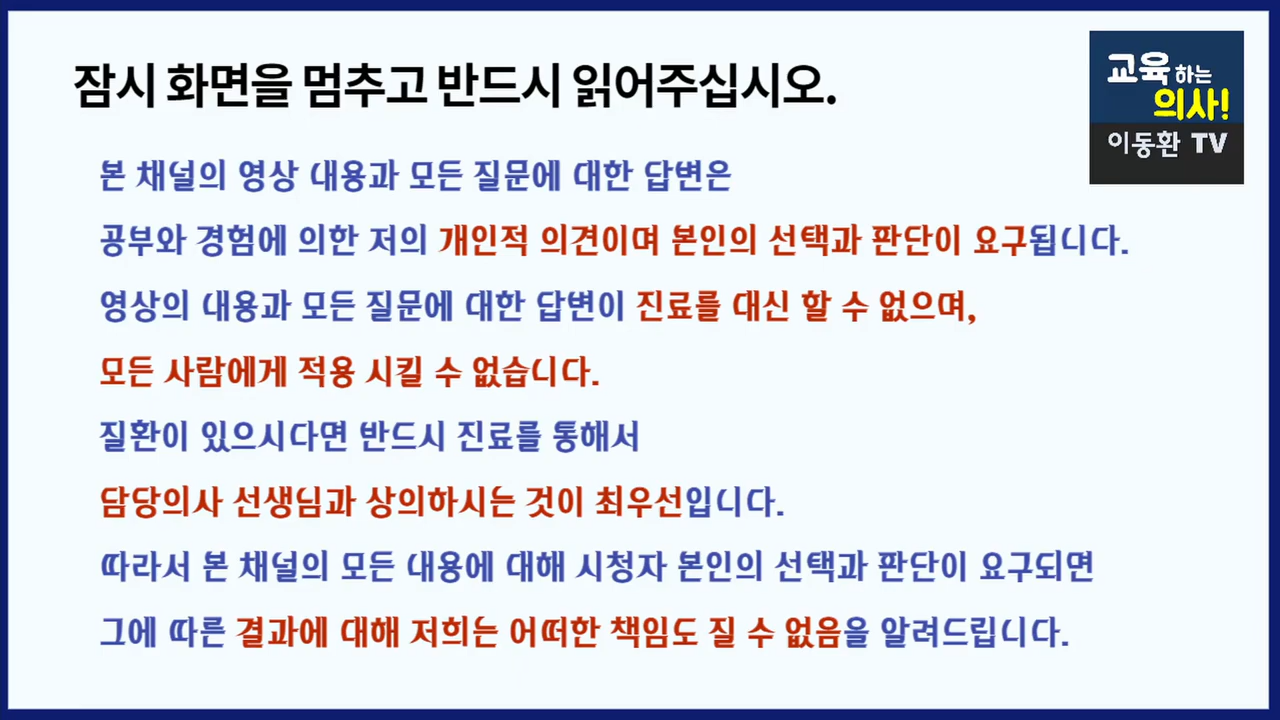 잠시 화면을 멈추고 반드시 읽어주십시오.
교육하는
의사!
이동환 TV
본 채널의 영상 내용과 모든 질문에 대한 답변은
공부와 경험에 의한 저의 개인적 의견이며 본인의 선택과 판단이 요구됩니다.
영상의 내용과 모든 질문에 대한 답변이 진료를 대신 할 수 없으며,
모든 사람에게 적용 시킬 수 없습니다.
질환이 있으시다면 반드시 진료를 통해서
담당의사 선생님과 상의하시는 것이 최우선입니다.
따라서 본 채널의 모든 내용에 대해 시청자 본인의 선택과 판단이 요구되면
그에 따른 결과에 대해 저희는 어떠한 책임도 질 수 없음을 알려드립니다.